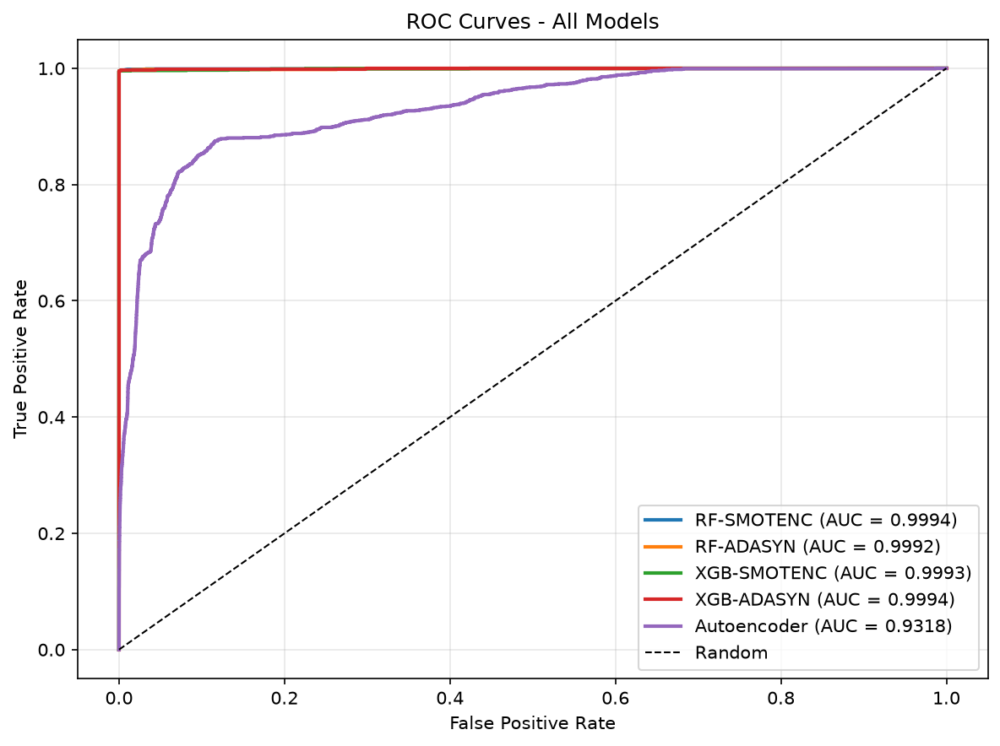 ROC Curves - All Models
1.0
0.8
0.6
0.4
0.2
0.0
True Positive Rate
RF-SMOTENC (AUC = 0.9994)
RF-ADASYN (AUC = 0.9992)
XGB-SMOTENC (AUC = 0.9993)
XGB-ADASYN (AUC = 0.9994)
Autoencoder (AUC = 0.9318)
Random
0.0 0.2 0.4 0.6 0.8 1.0
False Positive Rate